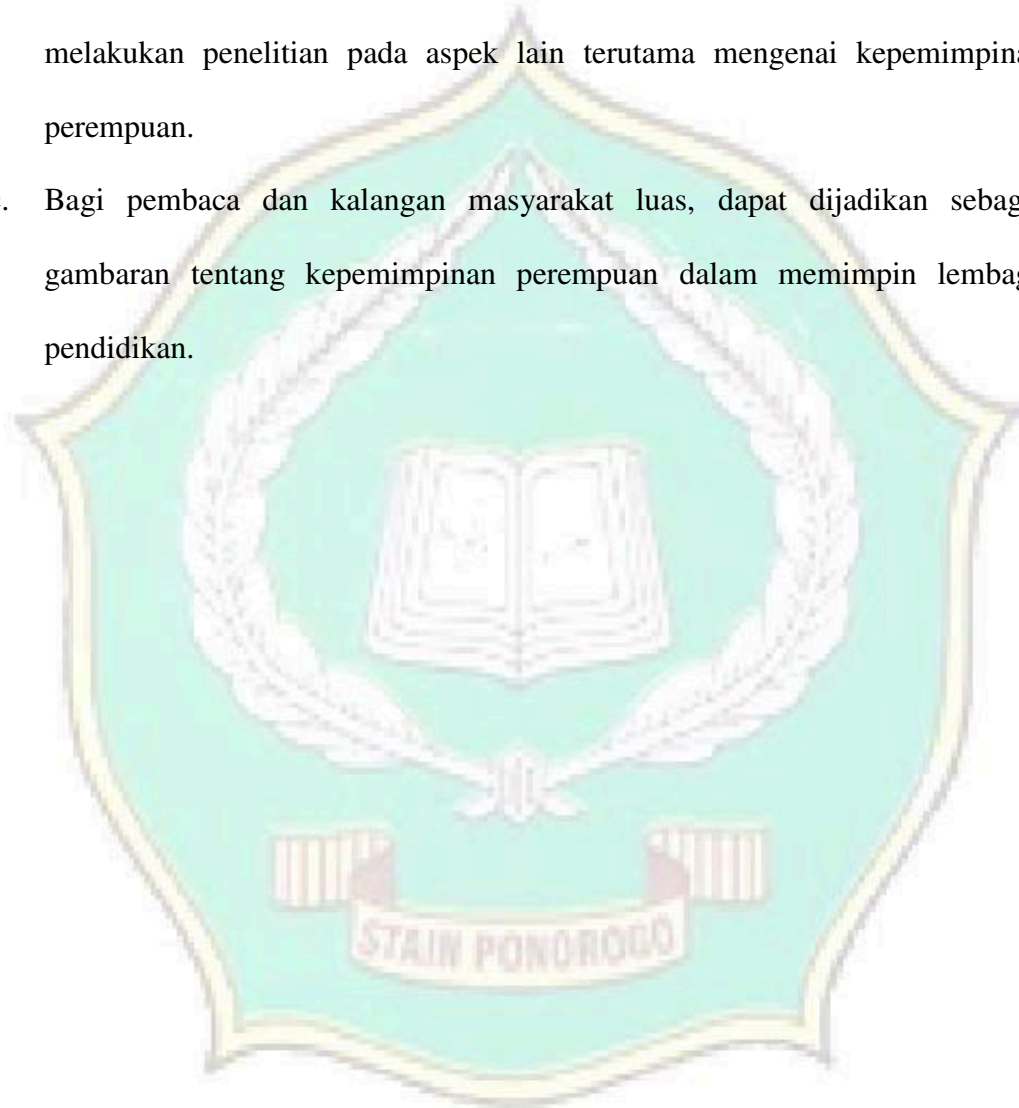 melakukan penelitian pada aspek lain terutama mengenai kepemimpina
perempuan.
. Bagi pembaca dan kalangan masyarakat luas, dapat dijadikan sebag
gambaran tentang kepemimpinan perempuan dalam memimpin lembag
pendidikan.
STAIN PONOROGO